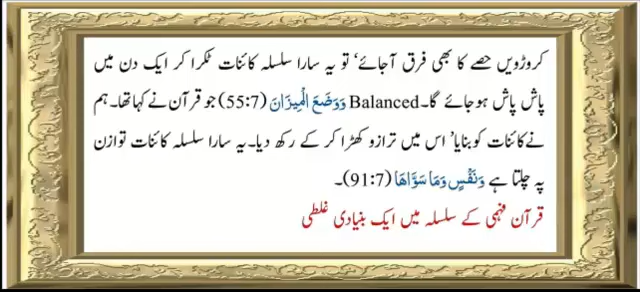 کروڑویں حصے کا بھی فرق آجائے‘ تو یہ سارا سلسلہ کائنات ٹکرا کر ایک دن میں
پاش پاش ہوجائے گا۔Balanced وَوَضَعَ الْمِيزَانَ (55:7) جو قرآن نے کہا تھا۔ ہم
نے کائنات کو بنایا‘ اس میں ترازو کھڑا کر کے رکھ دیا۔ یہ سارا سلسلہ کائنات توازن
پہ چلتا ہے وَنَفْسٍ وَمَا سَوَّاهَا (91:7)۔
قرآن فہمی کے سلسلہ میں ایک بنیادی غلطی